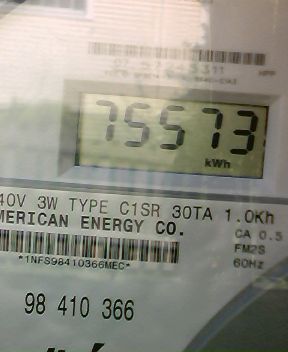 75573
kWh
40V 3W TYPE C1SR 30TA 1.0Kh
MERICAN ENERGY CO.
CA 0.5
FM2S
*1NFS98410366MEC*
60Hz
98 410 366